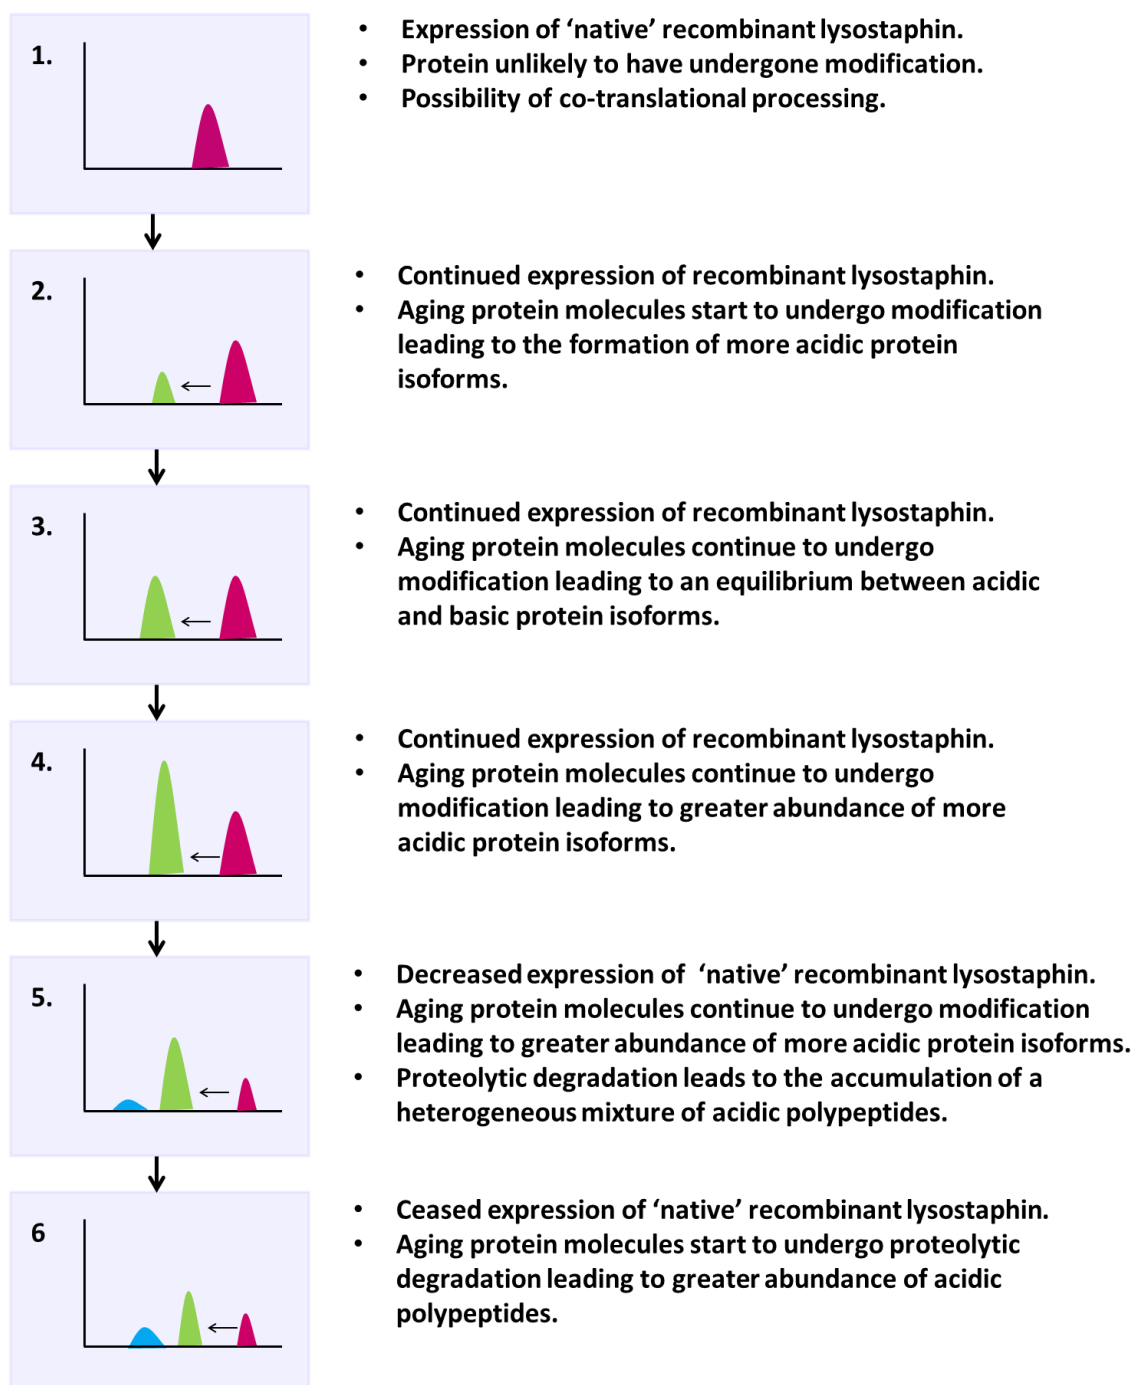 1.
• Expression of ‘native’ recombinant lysostaphin.
• Protein unlikely to have undergone modification.
• Possibility of co-translational processing.
2.
• Continued expression of recombinant lysostaphin.
• Aging protein molecules start to undergo modification
leading to the formation of more acidic protein
isoforms.
3.
• Continued expression of recombinant lysostaphin.
• Aging protein molecules continue to undergo
modification leading to an equilibrium between acidic
and basic protein isoforms.
4.
• Continued expression of recombinant lysostaphin.
• Aging protein molecules continue to undergo
modification leading to greater abundance of more
acidic protein isoforms.
5.
• Decreased expression of ‘native’ recombinant lysostaphin.
• Aging protein molecules continue to undergo modification
leading to greater abundance of more acidic protein isoforms.
• Proteolytic degradation leads to the accumulation of a
heterogeneous mixture of acidic polypeptides.
6
• Ceased expression of ‘native’ recombinant lysostaphin.
• Aging protein molecules start to undergo proteolytic
degradation leading to greater abundance of acidic
polypeptides.